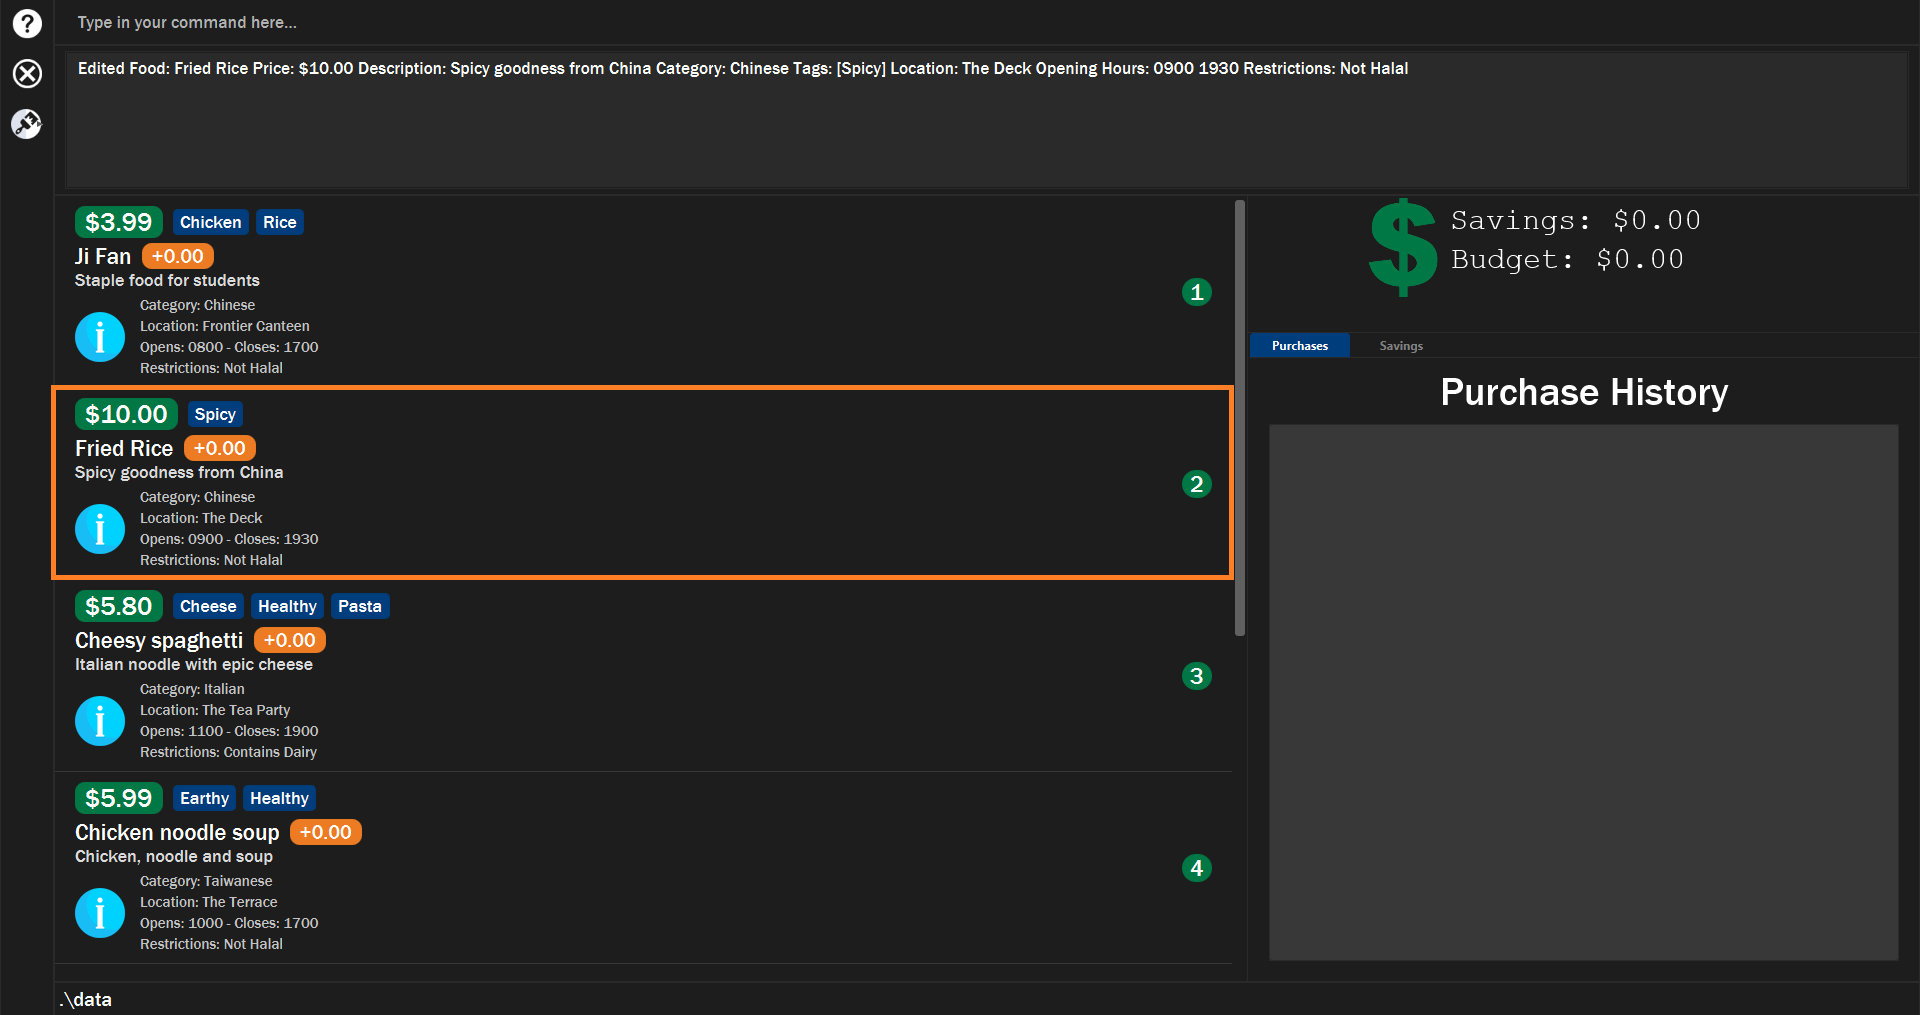 ?
Type in your command here...
Edited Food: Fried Rice Price: $10.00 Description: Spicy goodness from China Category: Chinese Tags: [Spicy] Location: The Deck Opening Hours: 0900 1930 Restrictions: Not Halal
$3.99 Chicken Rice
Ji Fan +0.00
Staple food for students
1
i
Category: Chinese
Location: Frontier Canteen
Opens: 0800 - Closes: 1700
Restrictions: Not Halal
$10.00 Spicy
Fried Rice +0.00
Spicy goodness from China
2
i
Category: Chinese
Location: The Deck
Opens: 0900 - Closes: 1930
Restrictions: Not Halal
$5.80 Cheese Healthy Pasta
Cheesy spaghetti +0.00
Italian noodle with epic cheese
3
i
Category: Italian
Location: The Tea Party
Opens: 1100 - Closes: 1900
Restrictions: Contains Dairy
$5.99 Earthy Healthy
Chicken noodle soup +0.00
Chicken, noodle and soup
4
i
Category: Taiwanese
Location: The Terrace
Opens: 1000 - Closes: 1700
Restrictions: Not Halal
$
Savings: $0.00
Budget: $0.00
Purchases Savings
Purchase History
.\data